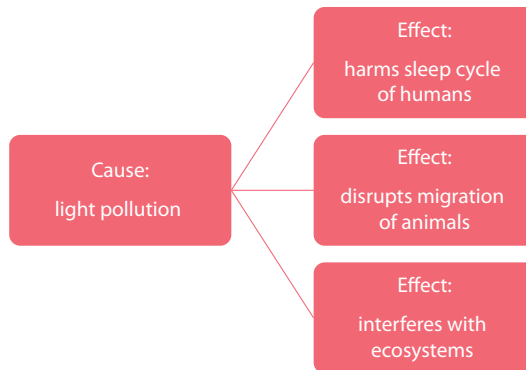 Effect:
harms sleep cycle
of humans
Cause:
light pollution
Effect:
disrupts migration
of animals
Effect:
interferes with
ecosystems